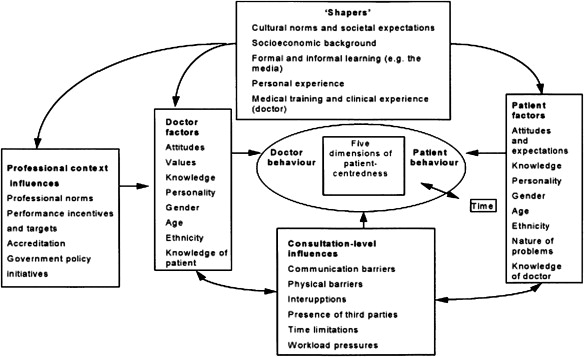 ‘Shapers’
Cultural norms and societal expectations
Socioeconomic background
Formal and informal learning (e.g. the
media)
Personal experience
Medical training and clinical experience
(doctor)
Professional context
influences
Professional norms
Performance incentives
and targets
Accreditation
Government policy
initiatives
Doctor
factors
Attitudes
Values
Knowledge
Personality
Gender
Age
Ethnicity
Knowledge of
patient
Doctor
behaviour
Five
dimensions of
patient-
centredness
Patient
behaviour
Time
Patient
factors
Attitudes
and
expectations
Knowledge
Personality
Gender
Age
Ethnicity
Nature of
problems
Knowledge
of doctor
Consultation-level
influences
Communication barriers
Physical barriers
Interupptions
Presence of third parties
Time limitations
Workload pressures